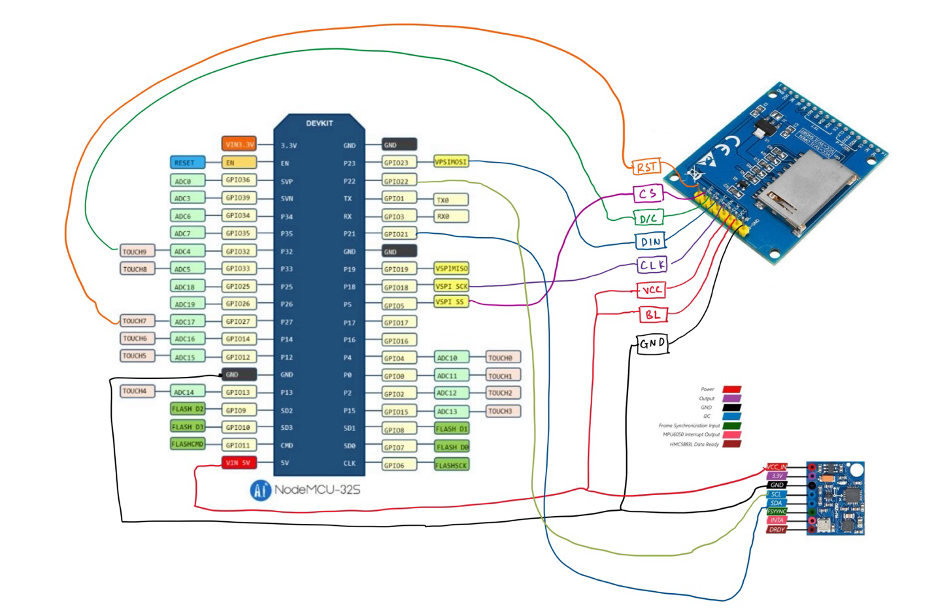 DEVKIT
VIN3.3V 3.3V GND GND
RESET EN EN P23 GPIO23 VPSIMOSI
ADC0 GPIO36 SVP P22 GPIO22
ADC3 GPIO39 SVN TX GPIO1 TX0
ADC6 GPIO34 P34 RX GPIO3 RX0
ADC7 GPIO35 P35 P21 GPIO21
TOUCH9 ADC4 GPIO32 P32 GND GND
TOUCH8 ADC5 GPIO33 P33 P19 GPIO19 VSPIMISO
ADC18 GPIO25 P25 P18 GPIO18 VSPI SCK
ADC19 GPIO26 P26 P5 GPIO5 VSPI SS
TOUCH7 ADC17 GPIO27 P27 P17 GPIO17
TOUCH6 ADC16 GPIO14 P14 P16 GPIO16
TOUCH5 ADC15 GPIO12 P12 P4 GPIO4 ADC10 TOUCH0
GND GND P0 GPIO0 ADC11 TOUCH1
TOUCH4 ADC14 GPIO13 P13 P2 GPIO2 ADC12 TOUCH2
FLASH D2 GPIO9 SD2 P15 GPIO15 ADC13 TOUCH3
FLASH D3 GPIO10 SD3 SD1 GPIO8 FLASH D1
FLASHCMD GPIO11 CMD SD0 GPIO7 FLASH D0
VIN 5V 5V CLK GPIO6 FLASHSCK
AI NodeMCU-32S
RST
CS
D/C
DIN
CLK
VCC
BL
GND
CE
Power
Output
GND
I2C
Frame Synchronization Input
MPU6050 Interrupt Output
HMC5883L Data Ready
VCC_IN
3.3V
GND
SCL
SDA
FSYNC
INTA
DRDY